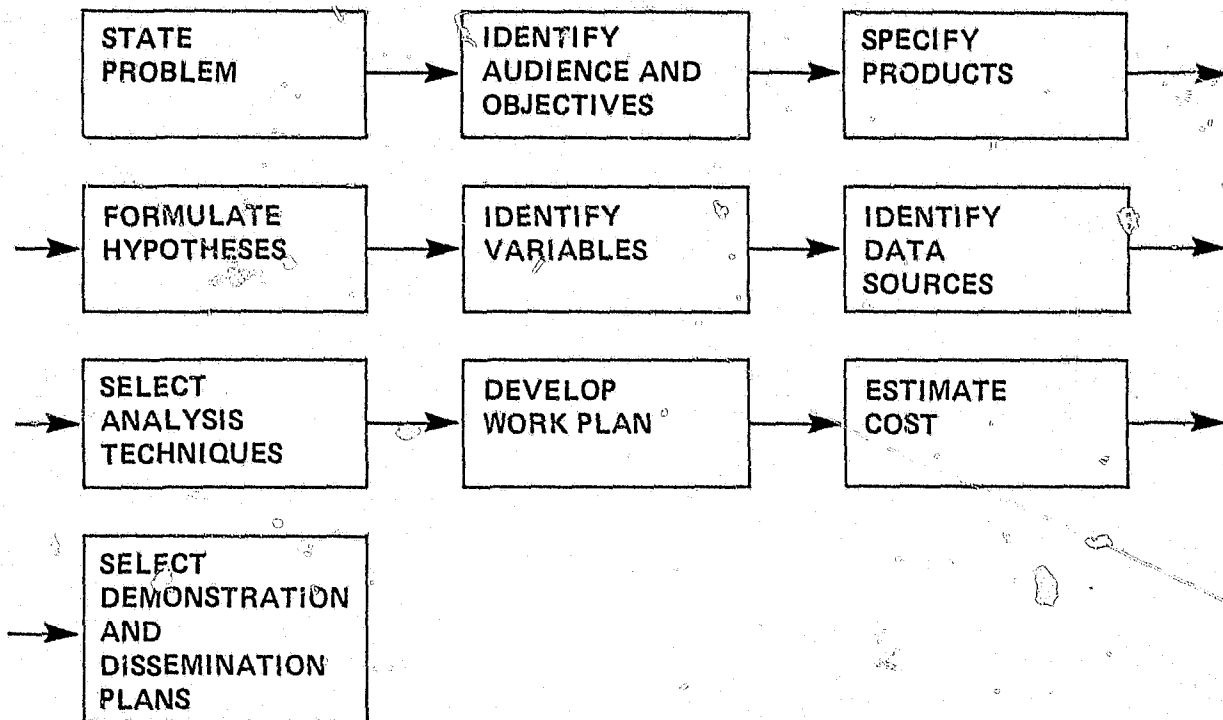 STATE
PROBLEM
IDENTIFY
AUDIENCE AND
OBJECTIVES
SPECIFY
PRODUCTS
FORMULATE
HYPOTHESES
IDENTIFY
VARIABLES
IDENTIFY
DATA
SOURCES
SELECT
ANALYSIS
TECHNIQUES
DEVELOP
WORK PLAN
ESTIMATE
COST
SELECT
DEMONSTRATION
AND
DISSEMINATION
PLANS